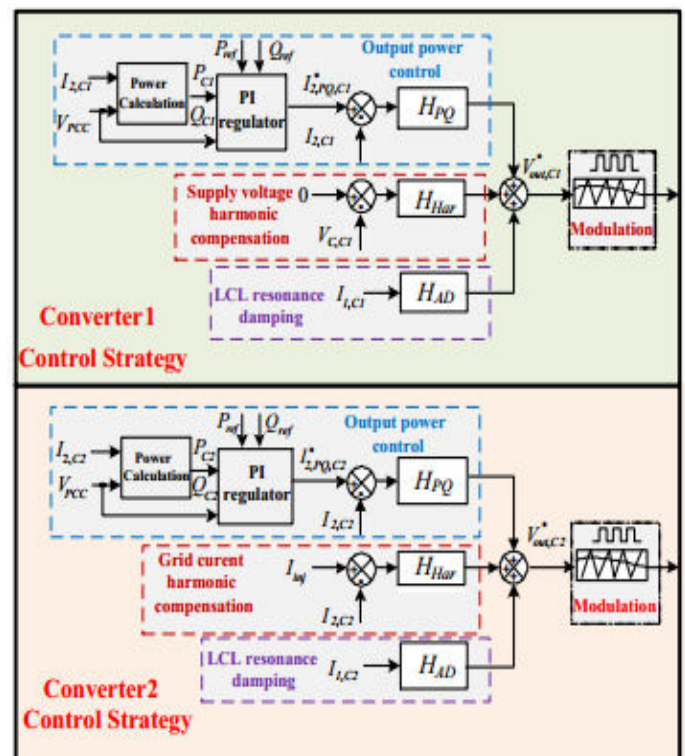 P_ref Q_ref
Output power
control
I_2,C1
V_PCC
Power
Calculation
P_C1
Q_C1
PI
regulator
I*_2,PQ,C1
I_2,C1
H_PQ
Supply voltage
harmonic
compensation
0
V_C,C1
H_Har
V*_out,C1
Modulation
LCL resonance
damping
I_1,C1
H_AD
Converter1
Control Strategy
P_ref Q_ref
Output power
control
I_2,C2
V_PCC
Power
Calculation
P_C2
Q_C2
PI
regulator
I*_2,PQ,C2
I_2,C2
H_PQ
Grid curent
harmonic
compensation
I_inj
I_2,C2
H_Har
V*_out,C2
Modulation
LCL resonance
damping
I_1,C2
H_AD
Converter2
Control Strategy